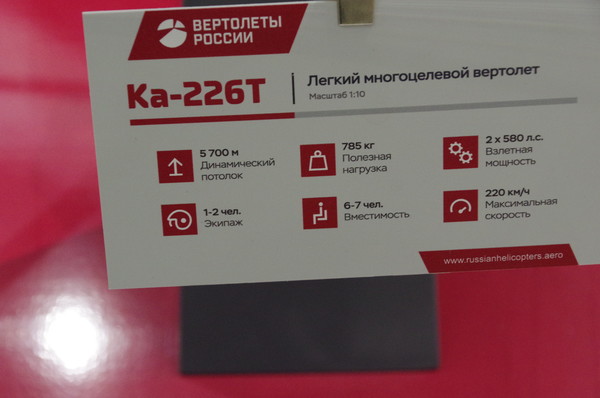 ВЕРТОЛЕТЫ
РОССИИ
Ка-226Т
Легкий многоцелевой вертолет
Масштаб 1:10
5 700 м
Динамический
потолок
785 кг
Полезная
нагрузка
2 x 580 л.с.
Взлетная
мощность
1-2 чел.
Экипаж
6-7 чел.
Вместимость
220 км/ч
Максимальная
скорость
www.russianhelicopters.aero